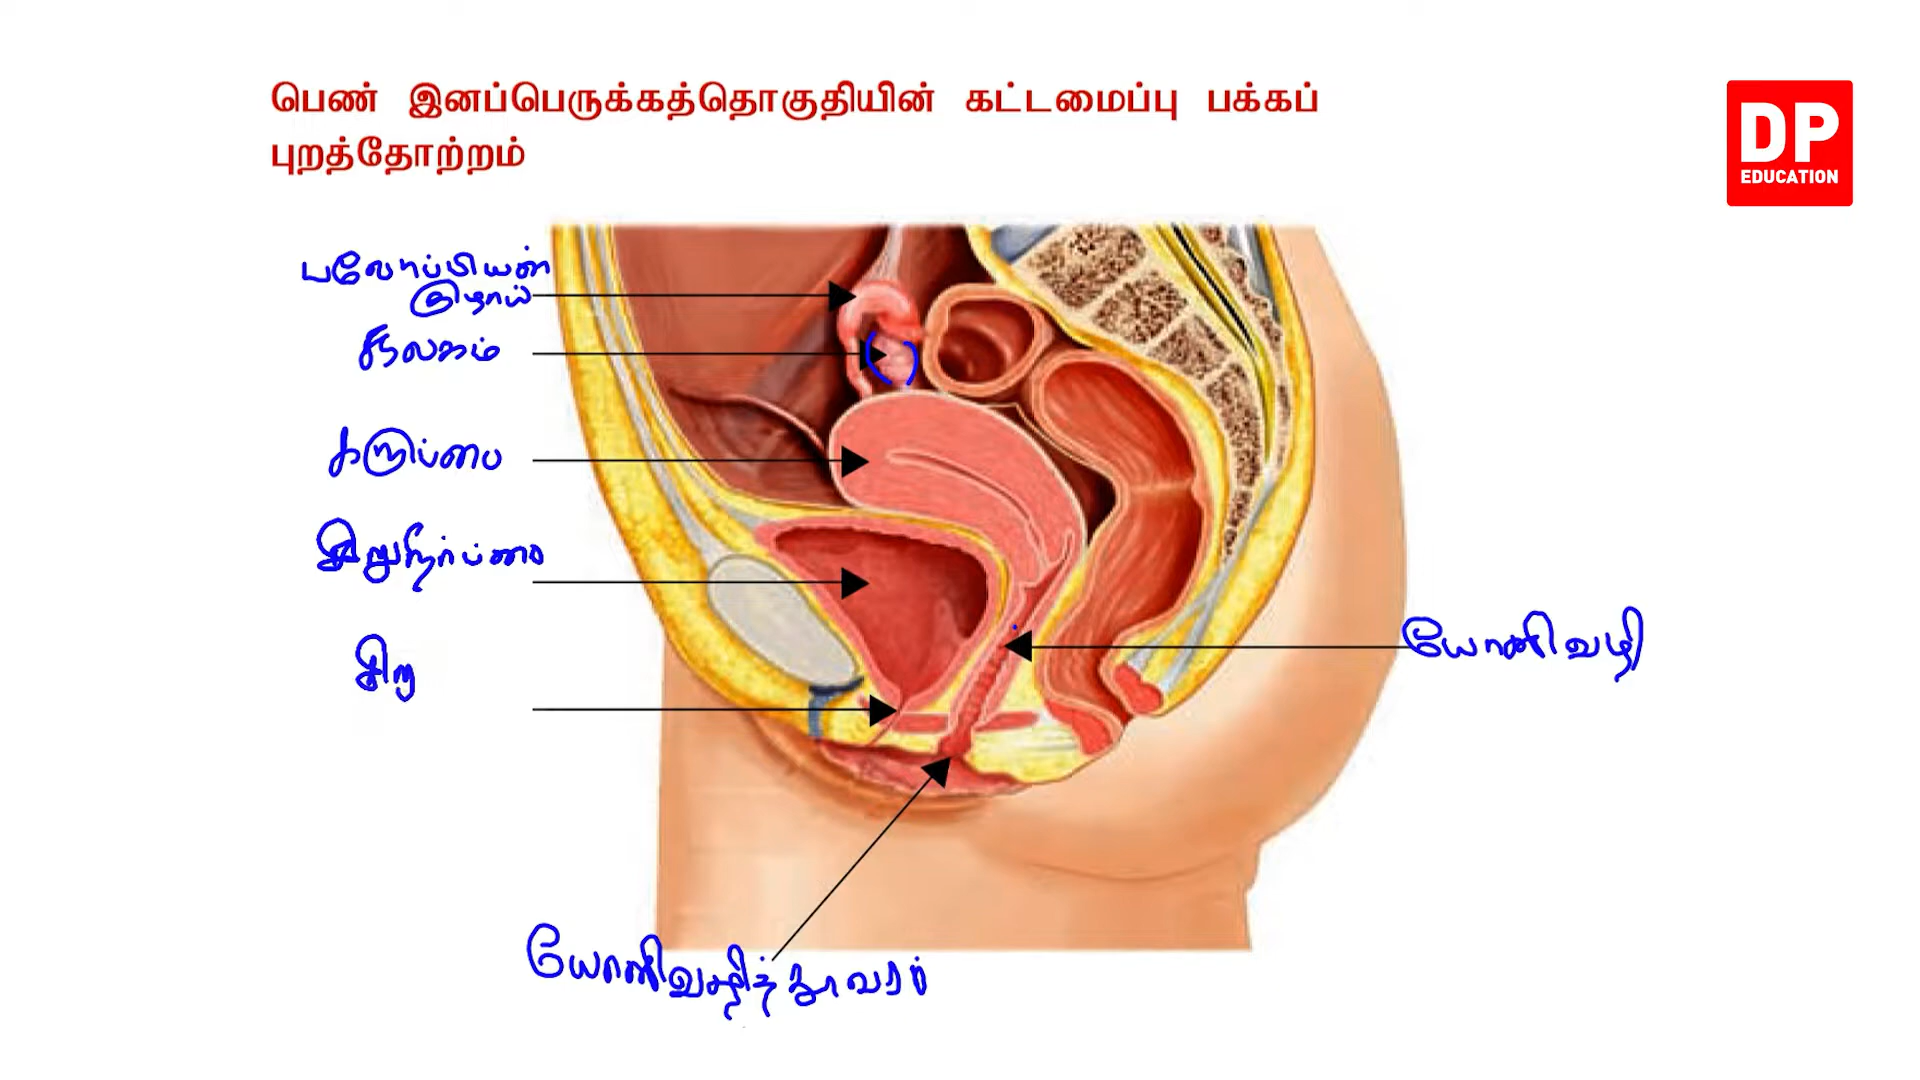 பெண் இனப்பெருக்கத்தொகுதியின் கட்டமைப்பு பக்கப்
புறத்தோற்றம்
DP
EDUCATION
பலோப்பியன்
குழாய்
சூலகம்
கருப்பை
சிறுநீர்ப்பை
சிறு
யோனிவழி
யோனிவழித்துவாரம்